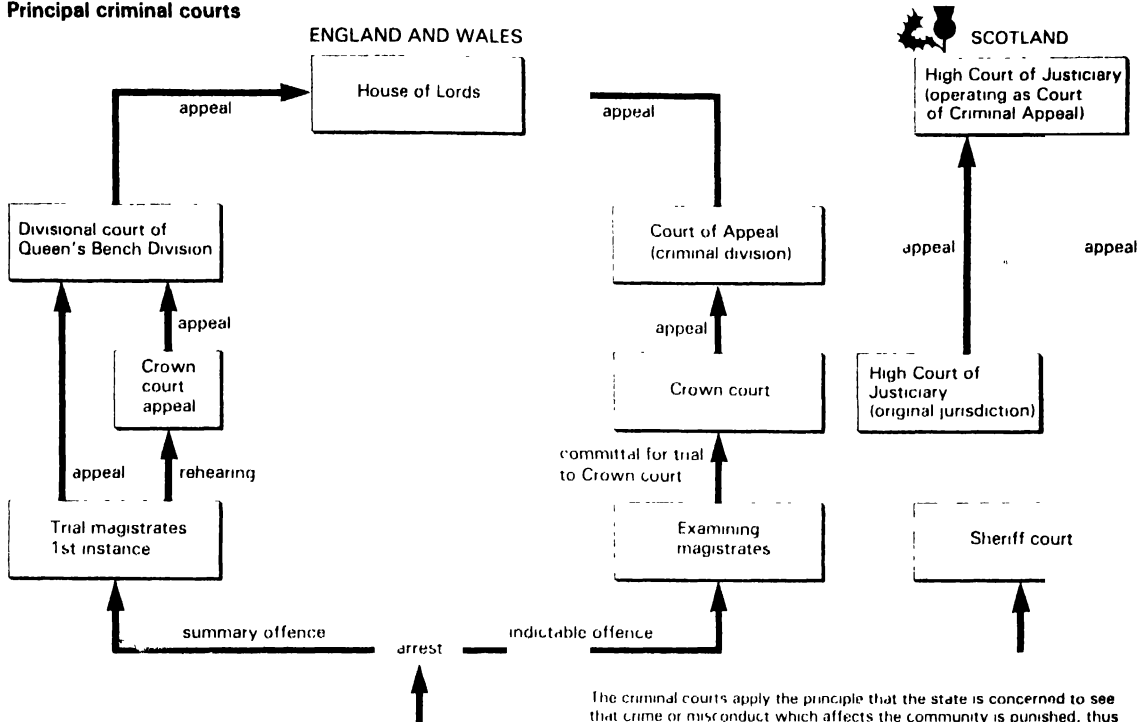 Principal criminal courts
ENGLAND AND WALES
SCOTLAND
House of Lords
High Court of Justiciary
(operating as Court
of Criminal Appeal)
appeal
appeal
Divisional court of
Queen's Bench Division
Court of Appeal
(criminal division)
appeal
appeal
appeal
appeal
Crown
court
appeal
Crown court
High Court of
Justiciary
(original jurisdiction)
appeal
rehearing
committal for trial
to Crown court
Trial magistrates
1st instance
Examining
magistrates
Sheriff court
summary offence
arrest
indictable offence
The criminal courts apply the principle that the state is concerned to see
that crime or misconduct which affects the community is punished, thus